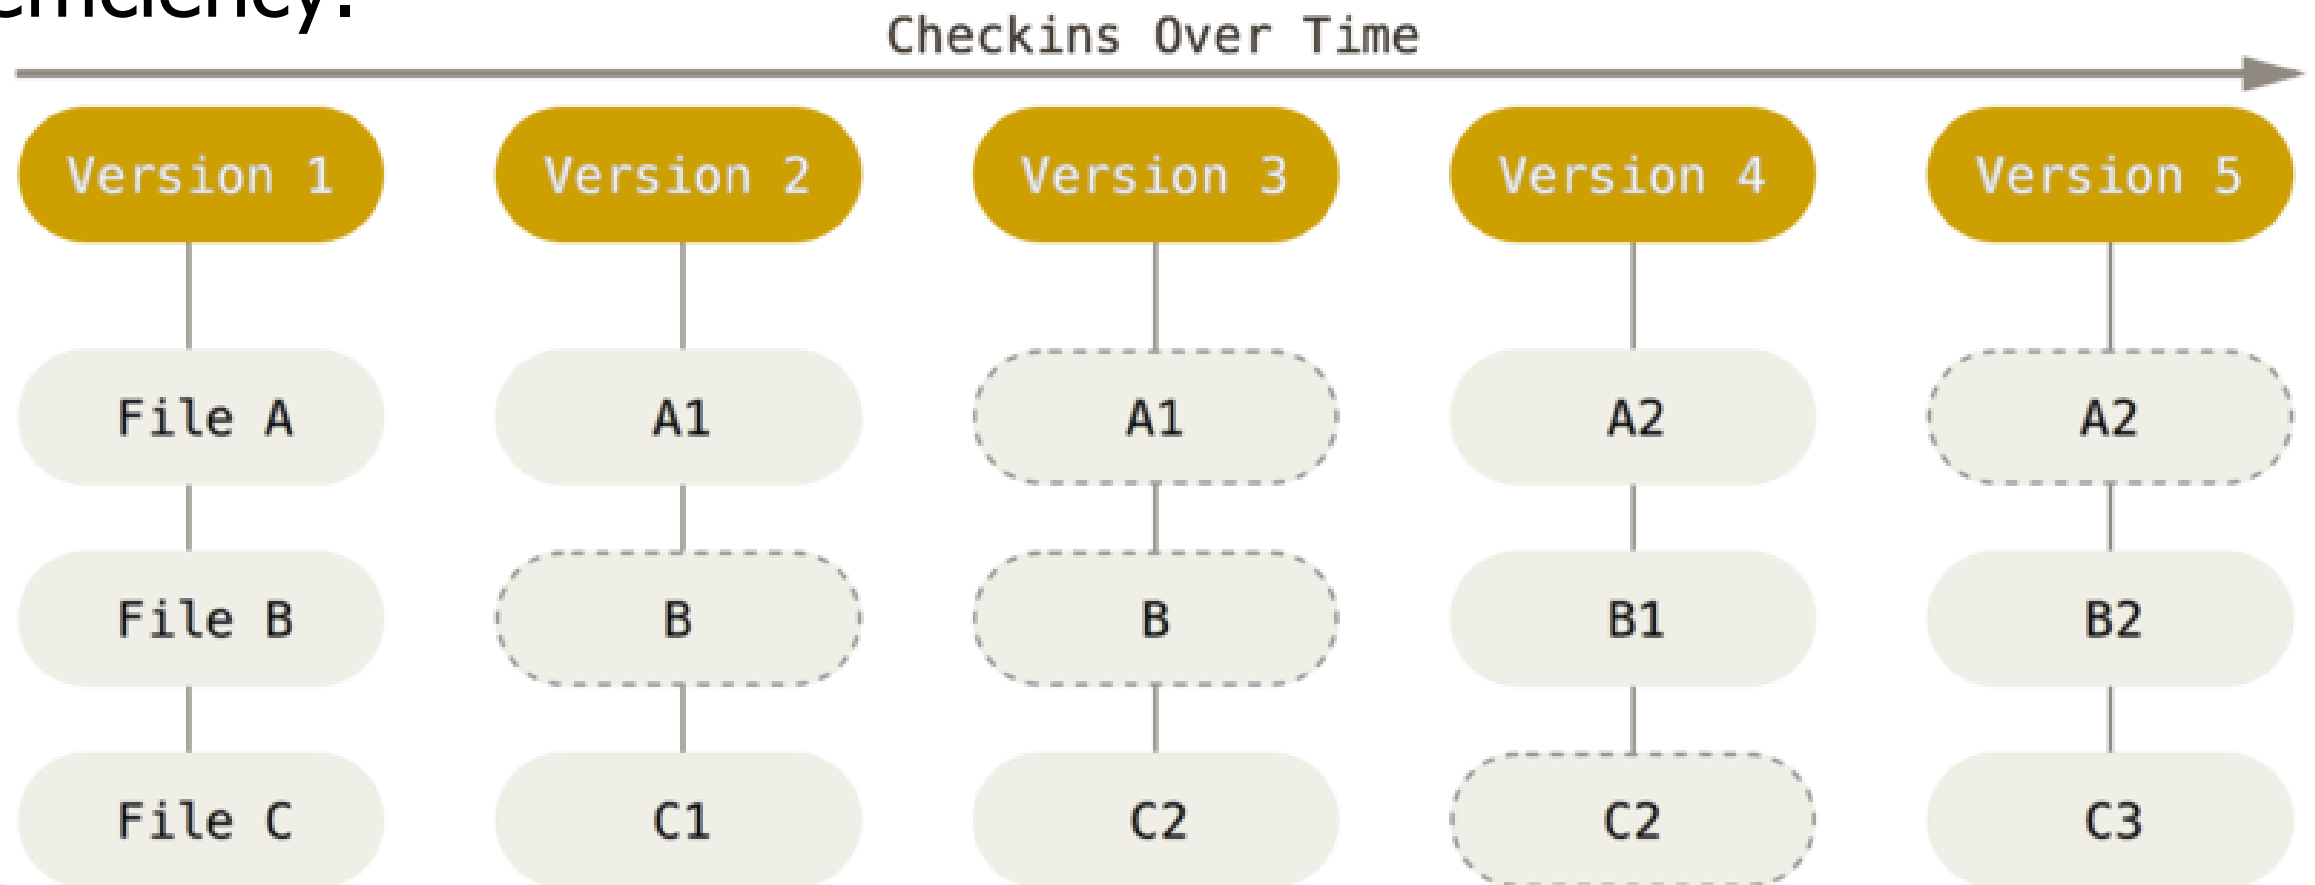 efficiency.
Checkins Over Time
Version 1 Version 2 Version 3 Version 4 Version 5
File A A1 A1 A2 A2
File B B B B1 B2
File C C1 C2 C2 C3